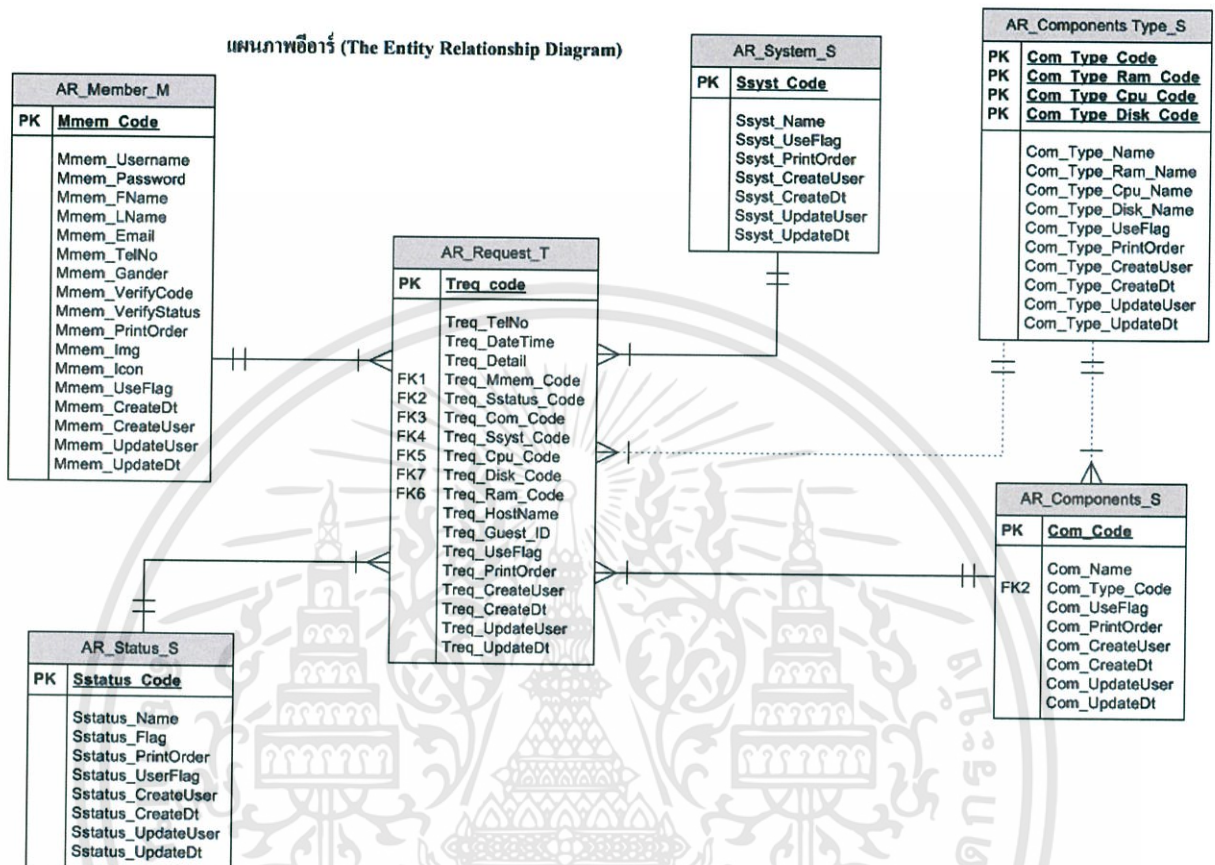 แผนภาพอีอาร์ (The Entity Relationship Diagram)
AR_Member_M
PK Mmem_Code
Mmem_Username
Mmem_Password
Mmem_FName
Mmem_LName
Mmem_Email
Mmem_TelNo
Mmem_Gander
Mmem_VerifyCode
Mmem_VerifyStatus
Mmem_PrintOrder
Mmem_Img
Mmem_Icon
Mmem_UseFlag
Mmem_CreateDt
Mmem_CreateUser
Mmem_UpdateUser
Mmem_UpdateDt
AR_Request_T
PK Treq_code
Treq_TelNo
Treq_DateTime
Treq_Detail
FK1 Treq_Mmem_Code
FK2 Treq_Sstatus_Code
FK3 Treq_Com_Code
FK4 Treq_Ssyst_Code
FK5 Treq_Cpu_Code
FK7 Treq_Disk_Code
FK6 Treq_Ram_Code
Treq_HostName
Treq_Guest_ID
Treq_UseFlag
Treq_PrintOrder
Treq_CreateUser
Treq_CreateDt
Treq_UpdateUser
Treq_UpdateDt
AR_System_S
PK Ssyst_Code
Ssyst_Name
Ssyst_UseFlag
Ssyst_PrintOrder
Ssyst_CreateUser
Ssyst_CreateDt
Ssyst_UpdateUser
Ssyst_UpdateDt
AR_Components Type_S
PK Com_Type_Code
PK Com_Type_Ram_Code
PK Com_Type_Cpu_Code
PK Com_Type_Disk_Code
Com_Type_Name
Com_Type_Ram_Name
Com_Type_Cpu_Name
Com_Type_Disk_Name
Com_Type_UseFlag
Com_Type_PrintOrder
Com_Type_CreateUser
Com_Type_CreateDt
Com_Type_UpdateUser
Com_Type_UpdateDt
AR_Components_S
PK Com_Code
Com_Name
FK2 Com_Type_Code
Com_UseFlag
Com_PrintOrder
Com_CreateUser
Com_CreateDt
Com_UpdateUser
Com_UpdateDt
AR_Status_S
PK Sstatus_Code
Sstatus_Name
Sstatus_Flag
Sstatus_PrintOrder
Sstatus_UserFlag
Sstatus_CreateUser
Sstatus_CreateDt
Sstatus_UpdateUser
Sstatus_UpdateDt